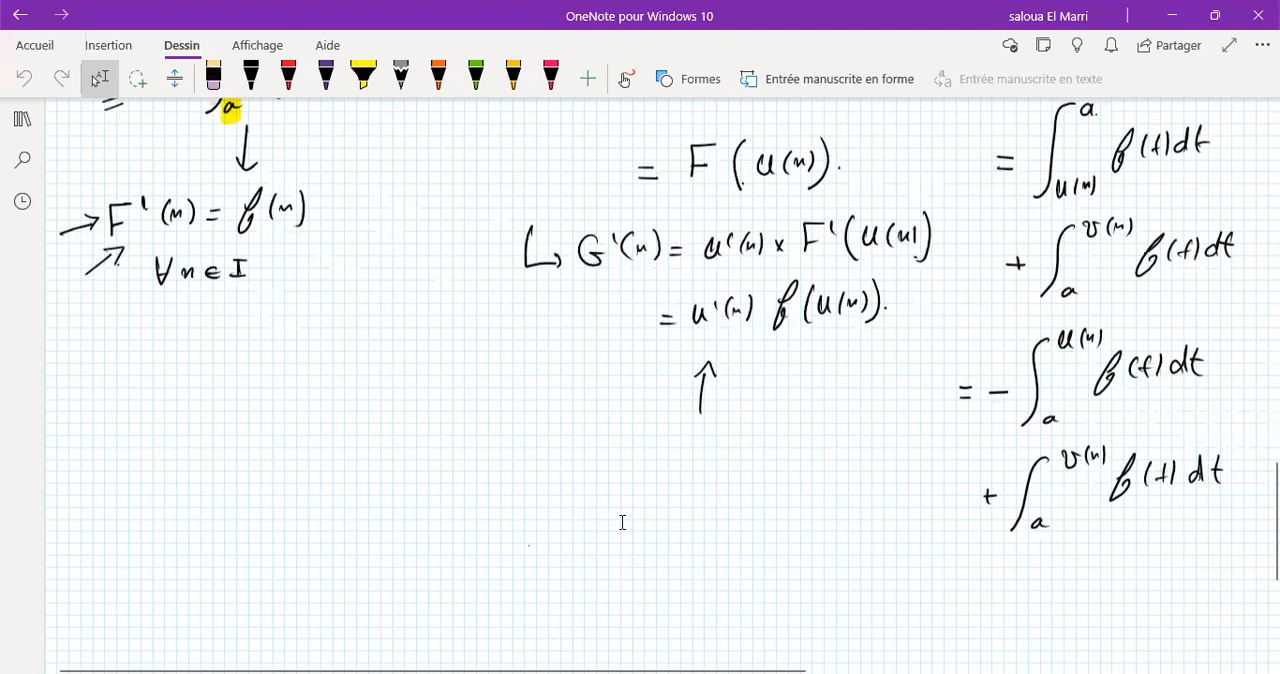 OneNote pour Windows 10
saloua El Marri
Accueil Insertion Dessin Affichage Aide
Partager
Formes Entrée manuscrite en forme Entrée manuscrite en texte
= ∫a
→ F'(x) = f(x)
∀x ∈ I
= F(u(x)).
↳ G'(x) = u'(x) × F'(u(x))
= u'(x) f(u(x)).
= ∫_{u(x)}^{a} f(t)dt
+ ∫_{a}^{v(x)} f(t)dt
= - ∫_{a}^{u(x)} f(t)dt
+ ∫_{a}^{v(x)} f(t)dt